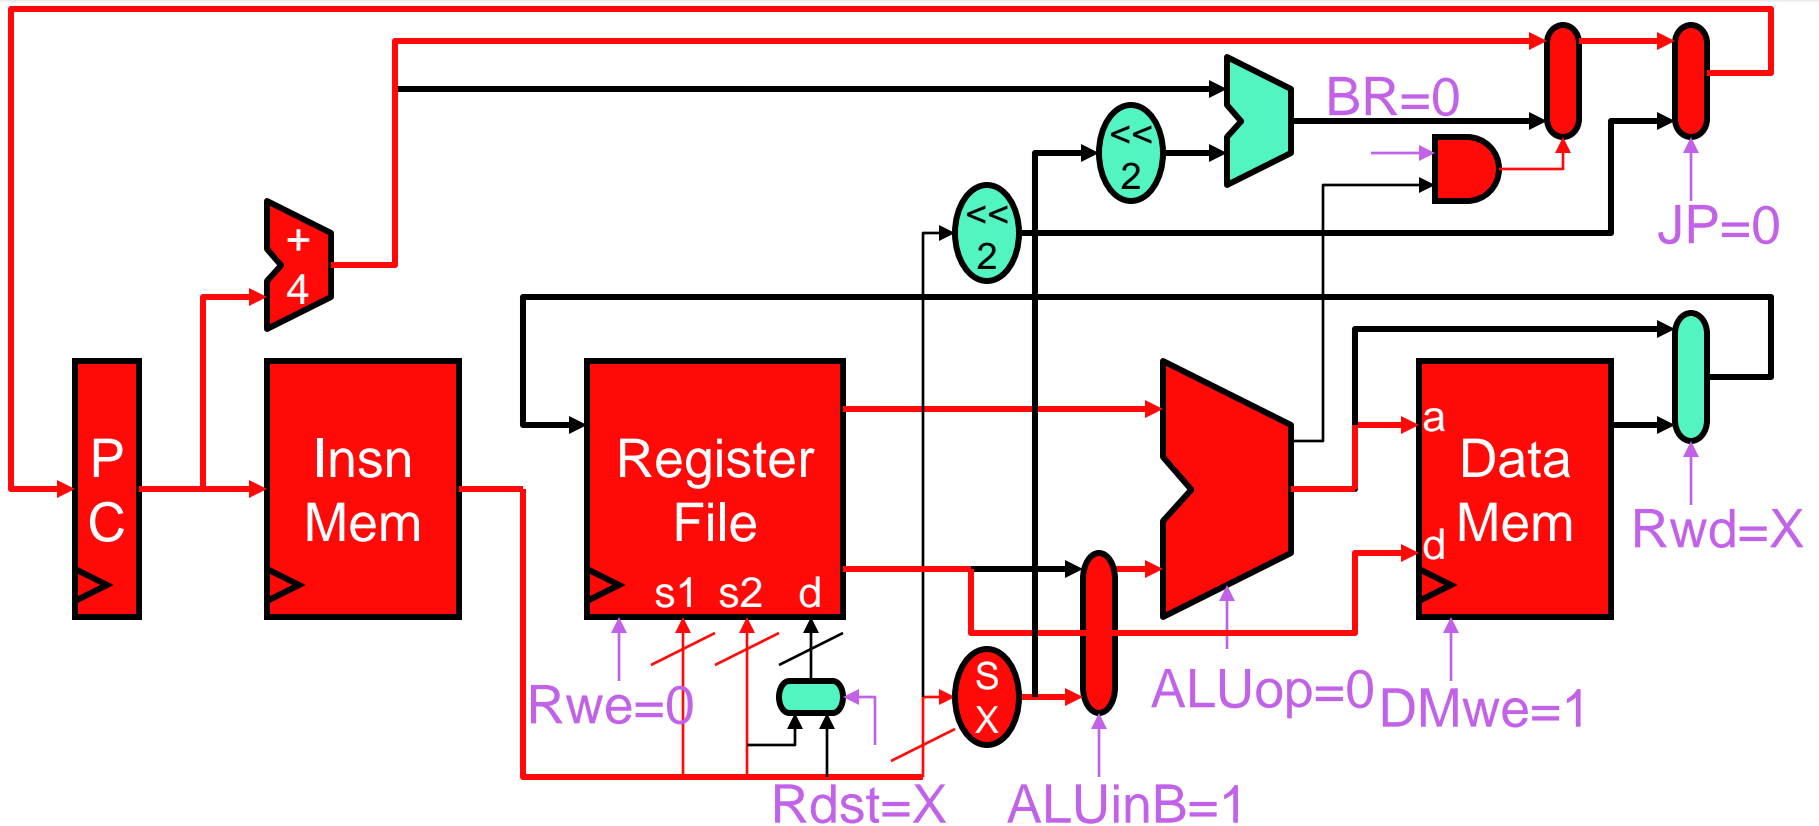 BR=0
<<
2
<<
2
JP=0
+
4
P
C
Insn
Mem
Register
File
s1 s2 d
a
d
Data
Mem
Rwd=X
Rwe=0
S
X
ALUop=0
DMwe=1
Rdst=X
ALUinB=1